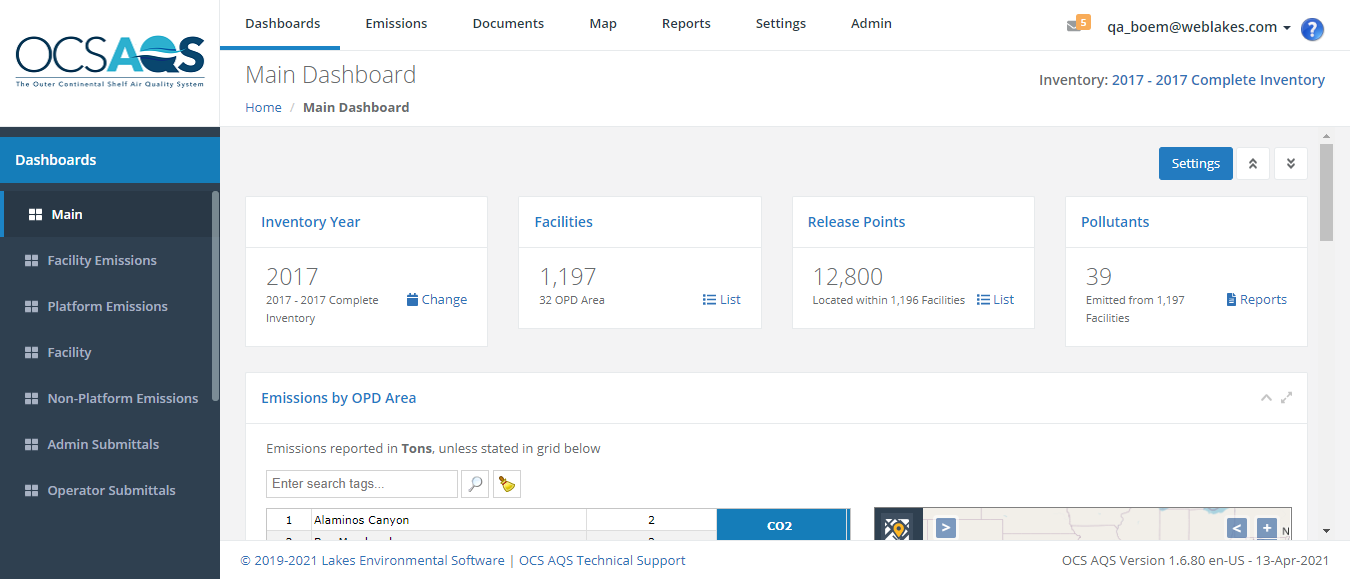 OCSAQS
The Outer Continental Shelf Air Quality System
Dashboards Emissions Documents Map Reports Settings Admin
5 qa_boem@weblakes.com ?
Main Dashboard
Home / Main Dashboard
Inventory: 2017 - 2017 Complete Inventory
Dashboards
Main
Facility Emissions
Platform Emissions
Facility
Non-Platform Emissions
Admin Submittals
Operator Submittals
Settings
Inventory Year
2017
2017 - 2017 Complete
Inventory
Change
Facilities
1,197
32 OPD Area
List
Release Points
12,800
Located within 1,196 Facilities
List
Pollutants
39
Emitted from 1,197
Facilities
Reports
Emissions by OPD Area
Emissions reported in Tons, unless stated in grid below
Enter search tags...
1 Alaminos Canyon 2 CO2
> < + N
© 2019-2021 Lakes Environmental Software | OCS AQS Technical Support
OCS AQS Version 1.6.80 en-US - 13-Apr-2021